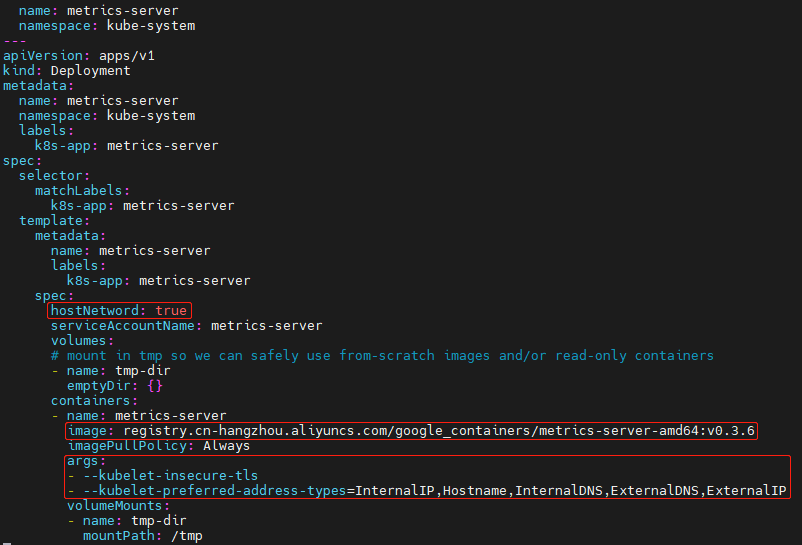 name: metrics-server
  namespace: kube-system
---
apiVersion: apps/v1
kind: Deployment
metadata:
  name: metrics-server
  namespace: kube-system
  labels:
    k8s-app: metrics-server
spec:
  selector:
    matchLabels:
      k8s-app: metrics-server
  template:
    metadata:
      name: metrics-server
      labels:
        k8s-app: metrics-server
    spec:
      hostNetword: true
      serviceAccountName: metrics-server
      volumes:
      # mount in tmp so we can safely use from-scratch images and/or read-only containers
      - name: tmp-dir
        emptyDir: {}
      containers:
      - name: metrics-server
        image: registry.cn-hangzhou.aliyuncs.com/google_containers/metrics-server-amd64:v0.3.6
        imagePullPolicy: Always
        args:
        - --kubelet-insecure-tls
        - --kubelet-preferred-address-types=InternalIP,Hostname,InternalDNS,ExternalDNS,ExternalIP
        volumeMounts:
        - name: tmp-dir
          mountPath: /tmp